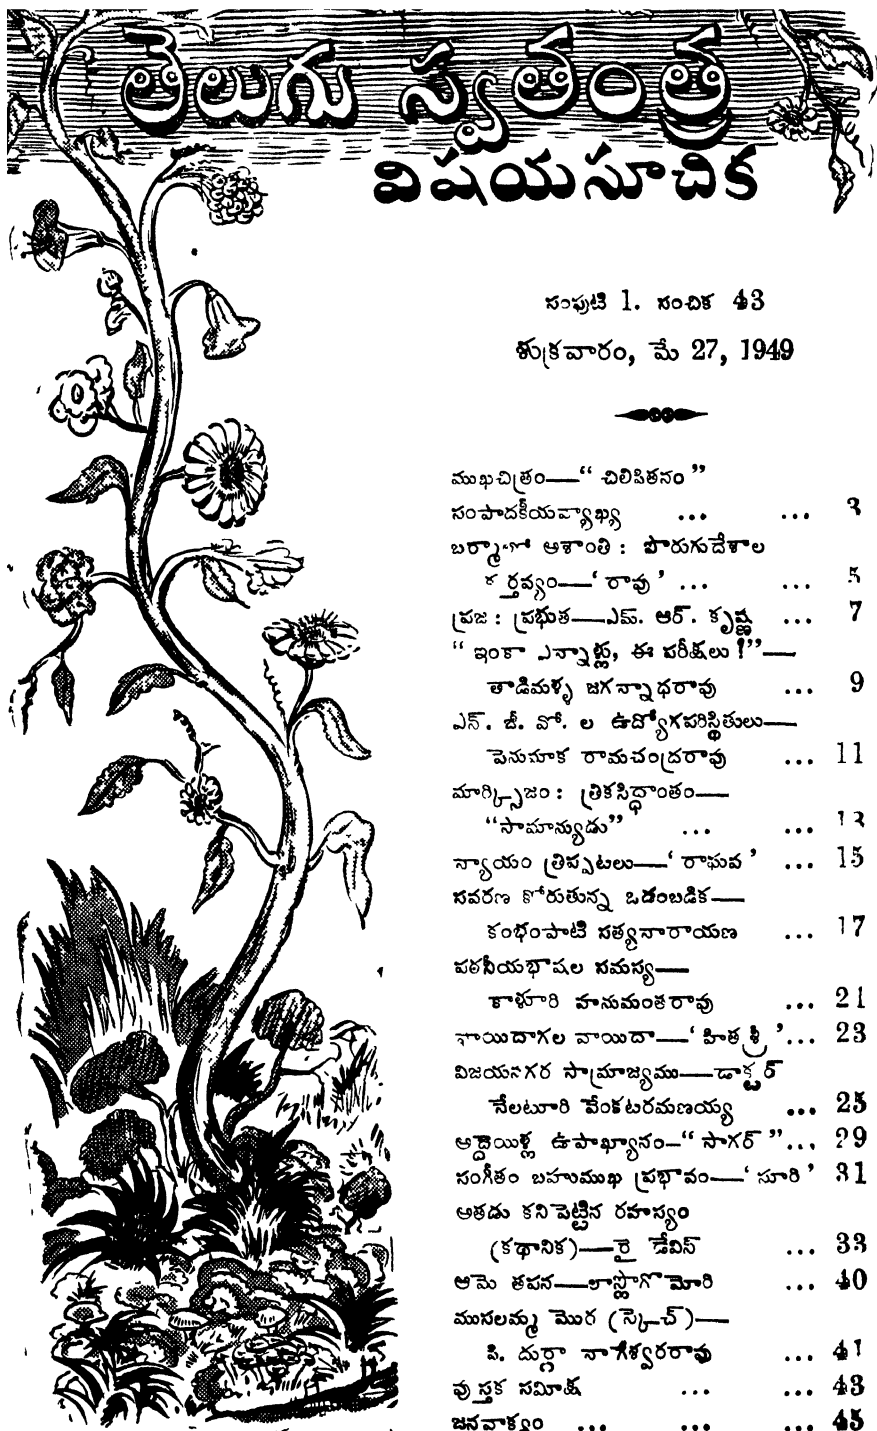 తెలుగు స్వతంత్ర
విషయసూచిక
సంపుటి 1. సంచిక 43
శుక్రవారం, మే 27, 1949
ముఖచిత్రం—“ చిలిపితనం ”
సంపాదకీయవ్యాఖ్య ... ... 3
బర్మాలో అశాంతి : పొరుగుదేశాల
కర్తవ్యం—‘ రావు ’ ... ... 5
ప్రజ : ప్రభుత—ఎమ్. ఆర్. కృష్ణ ... 7
“ ఇంకా ఎన్నాళ్లు, ఈ పరీక్షలు !”—
తాడిమళ్ళ జగన్నాధరావు ... 9
ఎన్. జీ. వో. ల ఉద్యోగపరిస్థితులు—
పెనుమాక రామచంద్రరావు ... 11
మార్క్సిజం : త్రికసిద్ధాంతం—
“సామాన్యుడు” ... ... 13
న్యాయం త్రిప్పటలు—‘ రాఘవ ’ ... 15
సవరణ కోరుతున్న ఒడంబడిక—
కంభంపాటి సత్యనారాయణ ... 17
పఠనీయభాషల సమస్య—
కాళూరి హనుమంతరావు ... 21
వాయిదాగల వాయిదా—‘ హితశ్రీ ’... 23
విజయనగర సామ్రాజ్యము—డాక్టర్
నేలటూరి వేంకటరమణయ్య ... 25
అద్దెయిళ్ల ఉపాఖ్యానం–“ సాగర్ ”... 29
సంగీతం బహుముఖ ప్రభావం—‘ సూరి ’ 31
అతడు కనిపెట్టిన రహస్యం
(కథానిక)—రై డేవిస్ ... 33
ఆమె తపన—లాస్లోగొమోరి ... 40
ముసలమ్మ మొర (స్కెచ్)—
పి. దుర్గా నాగేశ్వరరావు ... 41
పుస్తక సమీక్ష ... ... 43
జనవాక్యం ... ... ... 45